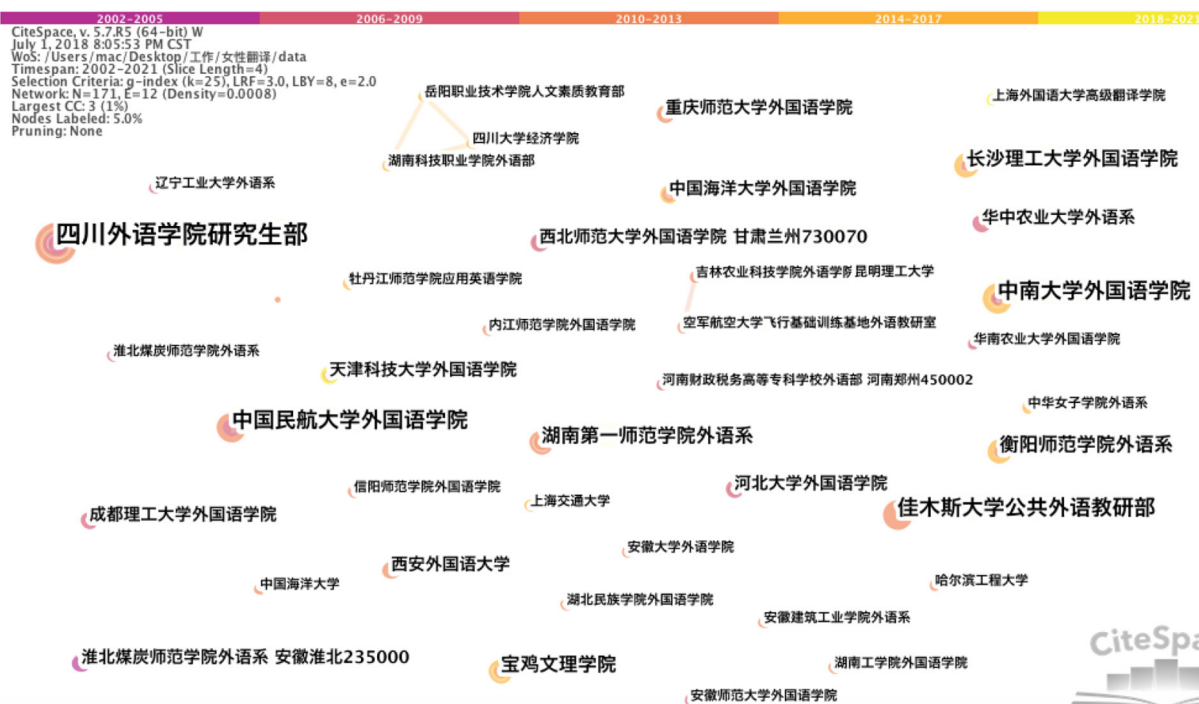 2002-2005
2006-2009
2010-2013
2014-2017
2018-2021
CiteSpace, v. 5.7.R5 (64-bit) W
July 1, 2018 8:05:53 PM CST
WoS: /Users/mac/Desktop/工作/女性翻译/data
Timespan: 2002-2021 (Slice Length=4)
Selection Criteria: g-index (k=25), LRF=3.0, LBY=8, e=2.0
Network: N=171, E=12 (Density=0.0008)
Largest CC: 3 (1%)
Nodes Labeled: 5.0%
Pruning: None
岳阳职业技术学院人文素质教育部
上海外国语大学高级翻译学院
重庆师范大学外国语学院
四川大学经济学院
湖南科技职业学院外语部
长沙理工大学外国语学院
辽宁工业大学外语系
中国海洋大学外国语学院
华中农业大学外语系
四川外语学院研究生部
西北师范大学外国语学院 甘肃兰州730070
吉林农业科技学院外语学院
昆明理工大学
牡丹江师范学院应用英语学院
中南大学外国语学院
内江师范学院外国语学院
空军航空大学飞行基础训练基地外语教研室
华南农业大学外国语学院
淮北煤炭师范学院外语系
天津科技大学外国语学院
河南财政税务高等专科学校外语部 河南郑州450002
中华女子学院外语系
中国民航大学外国语学院
湖南第一师范学院外语系
衡阳师范学院外语系
信阳师范学院外国语学院
河北大学外国语学院
上海交通大学
佳木斯大学公共外语教研部
成都理工大学外国语学院
安徽大学外语学院
西安外国语大学
中国海洋大学
哈尔滨工程大学
湖北民族学院外国语学院
安徽建筑工业学院外语系
淮北煤炭师范学院外语系 安徽淮北235000
宝鸡文理学院
湖南工学院外国语学院
安徽师范大学外国语学院
CiteSpa